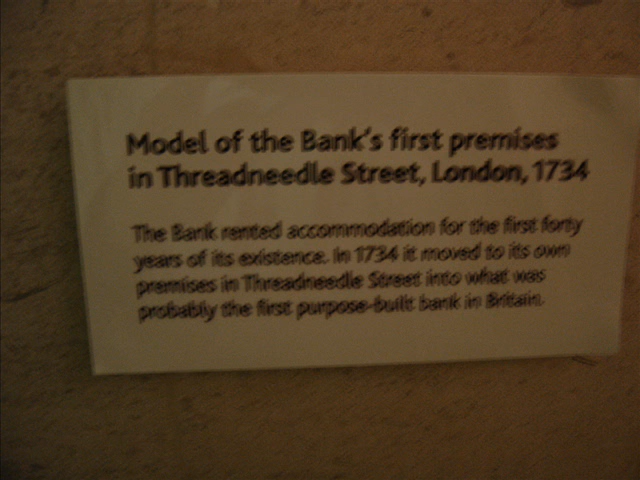 Model of the Bank's first premises
in Threadneedle Street, London, 1734
The Bank rented accommodation for the first forty
years of its existence. In 1734 it moved to its own
premises in Threadneedle Street into what was
probably the first purpose-built bank in Britain.